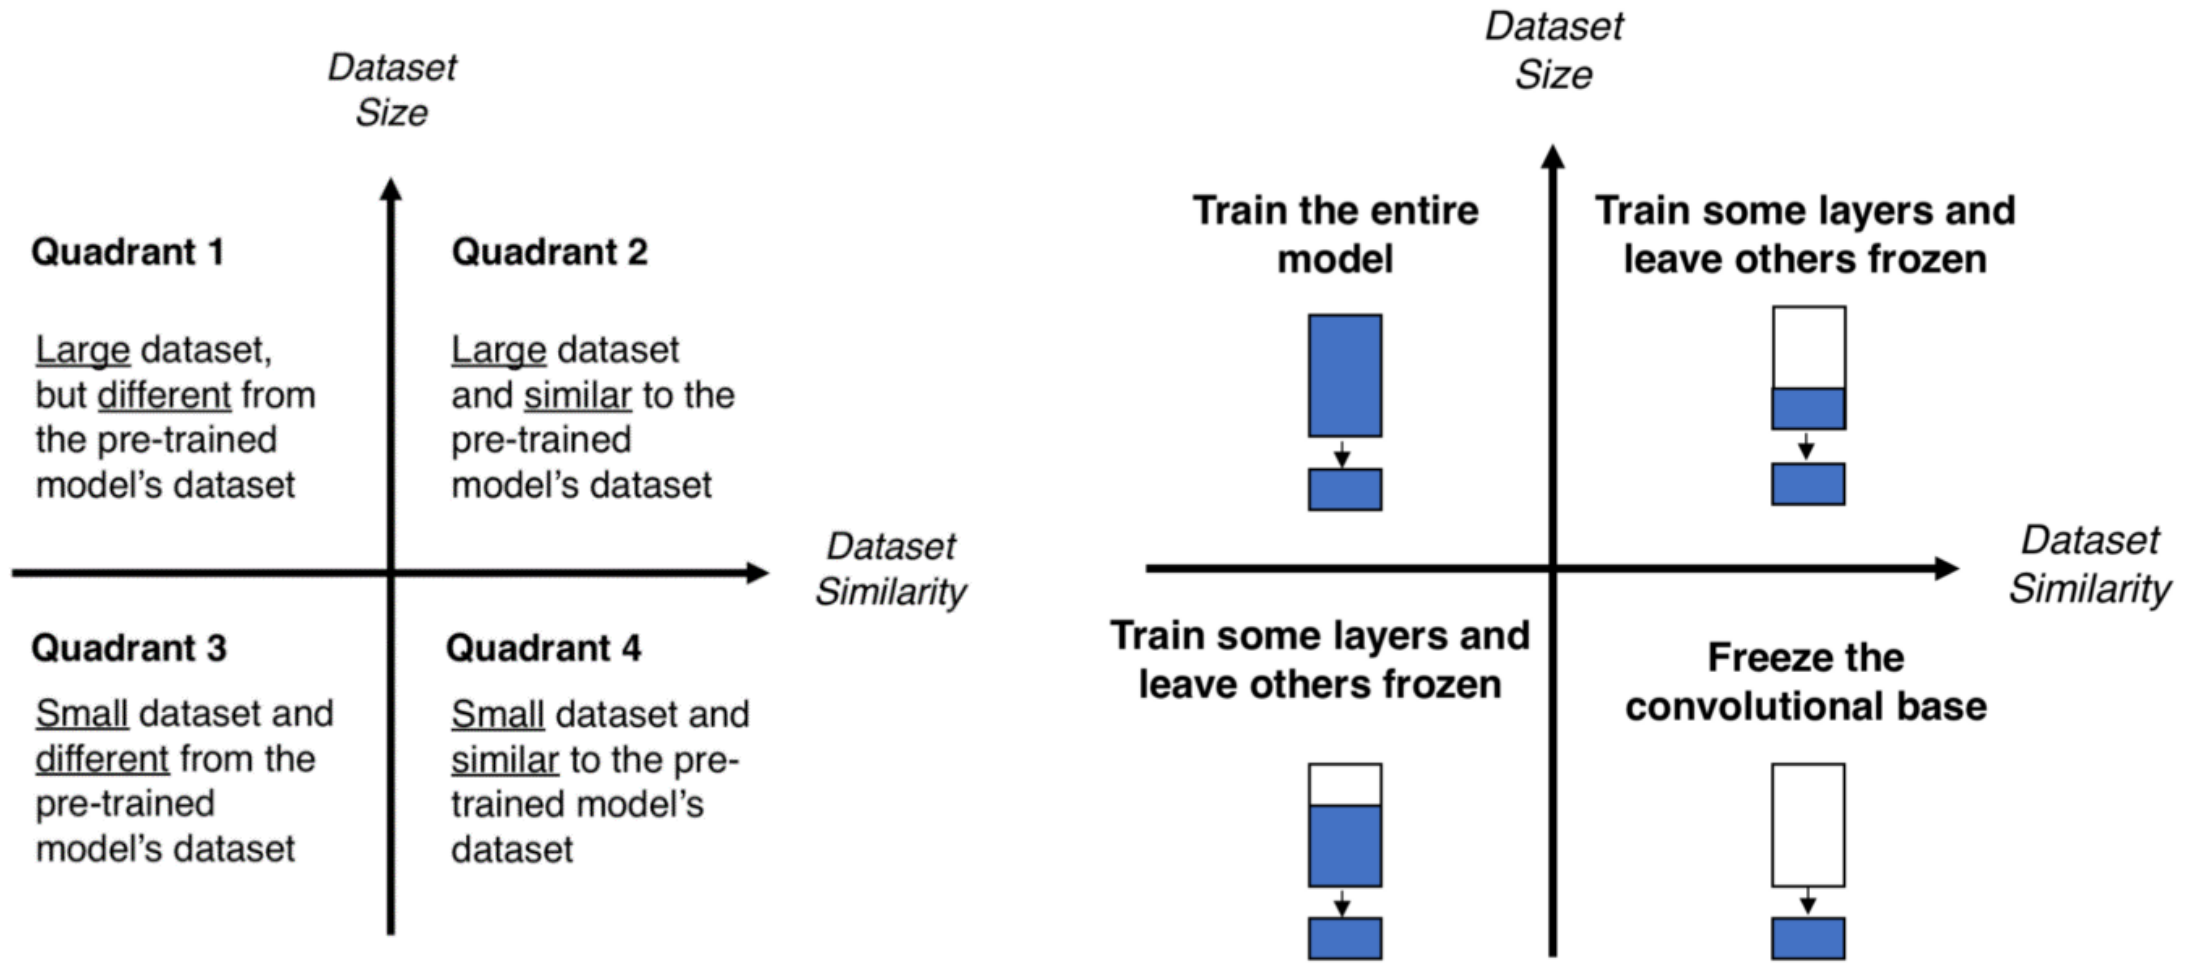 Dataset
Size
Quadrant 1
Large dataset,
but different from
the pre-trained
model's dataset
Quadrant 2
Large dataset
and similar to the
pre-trained
model's dataset
Dataset
Similarity
Quadrant 3
Small dataset and
different from the
pre-trained
model's dataset
Quadrant 4
Small dataset and
similar to the pre-
trained model's
dataset
Dataset
Size
Train the entire
model
Train some layers and
leave others frozen
Dataset
Similarity
Train some layers and
leave others frozen
Freeze the
convolutional base